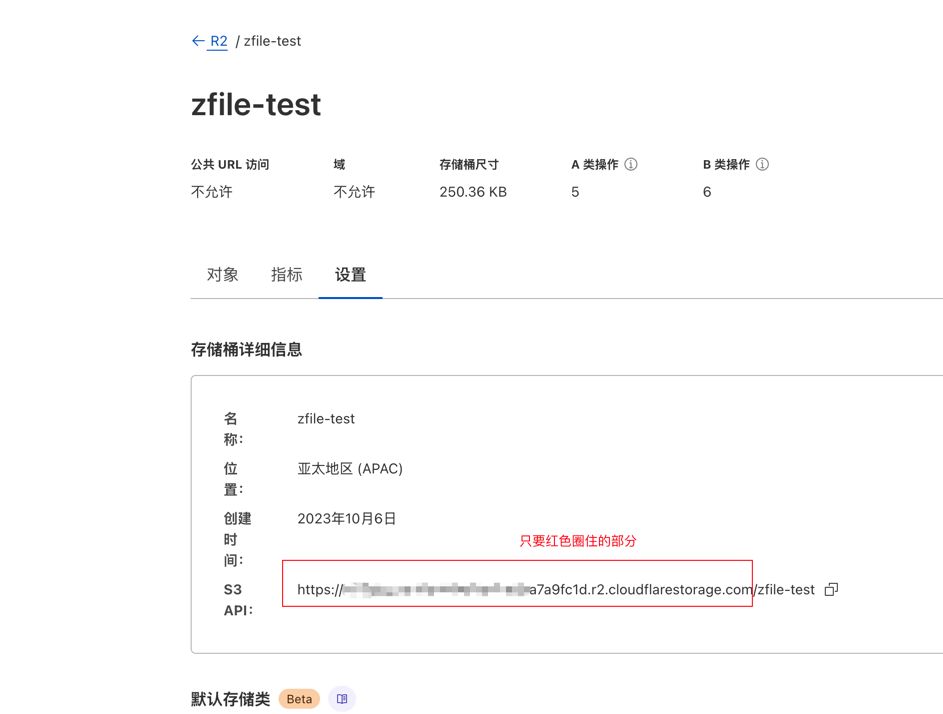 ← R2 / zfile-test
zfile-test
公共 URL 访问 域 存储桶尺寸 A 类操作 B 类操作
不允许 不允许 250.36 KB 5 6
对象 指标 设置
存储桶详细信息
名称： zfile-test
位置： 亚太地区 (APAC)
创建时间： 2023年10月6日
只要红色圈住的部分
S3 API： https://a7a9fc1d.r2.cloudflarestorage.com/zfile-test
默认存储类 Beta